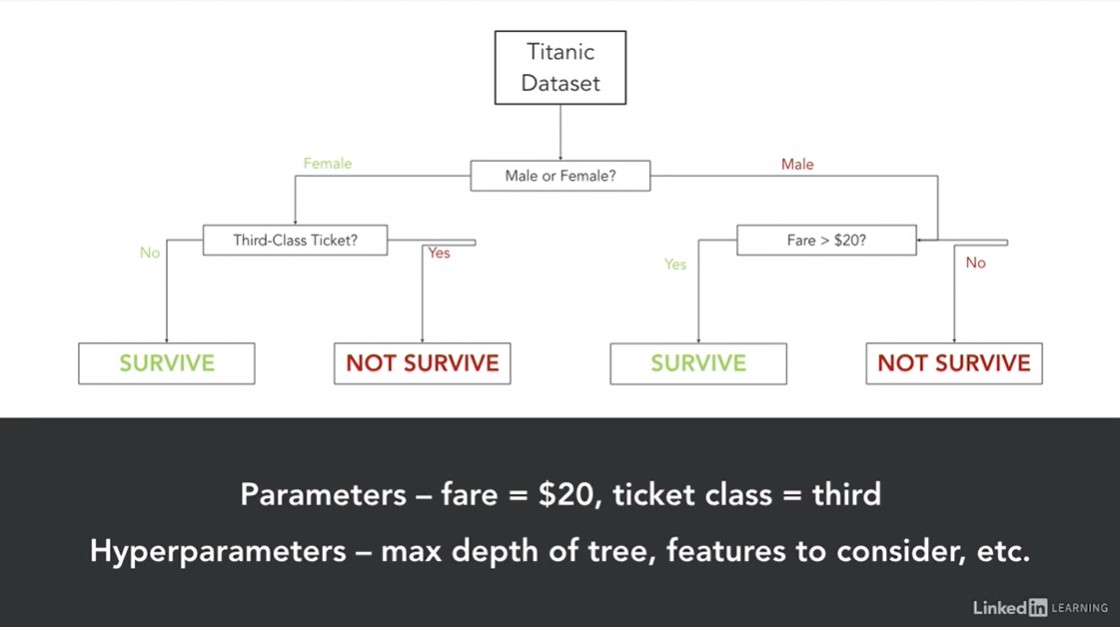 Titanic
Dataset
Female
Male
Male or Female?
Third-Class Ticket?
Fare > $20?
No
Yes
Yes
No
SURVIVE
NOT SURVIVE
SURVIVE
NOT SURVIVE
Parameters – fare = $20, ticket class = third
Hyperparameters – max depth of tree, features to consider, etc.
Linked in LEARNING